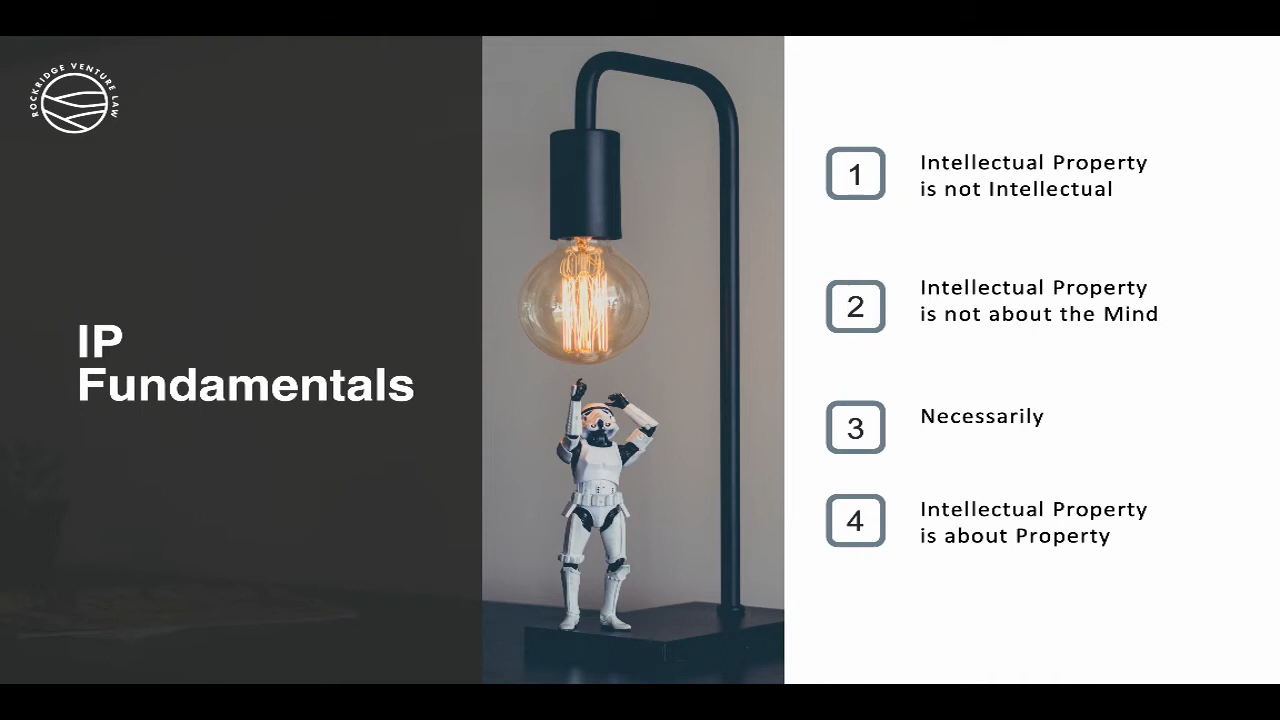 ROCKRIDGE VENTURE LAW
IP
Fundamentals
1
Intellectual Property
is not Intellectual
2
Intellectual Property
is not about the Mind
3
Necessarily
4
Intellectual Property
is about Property